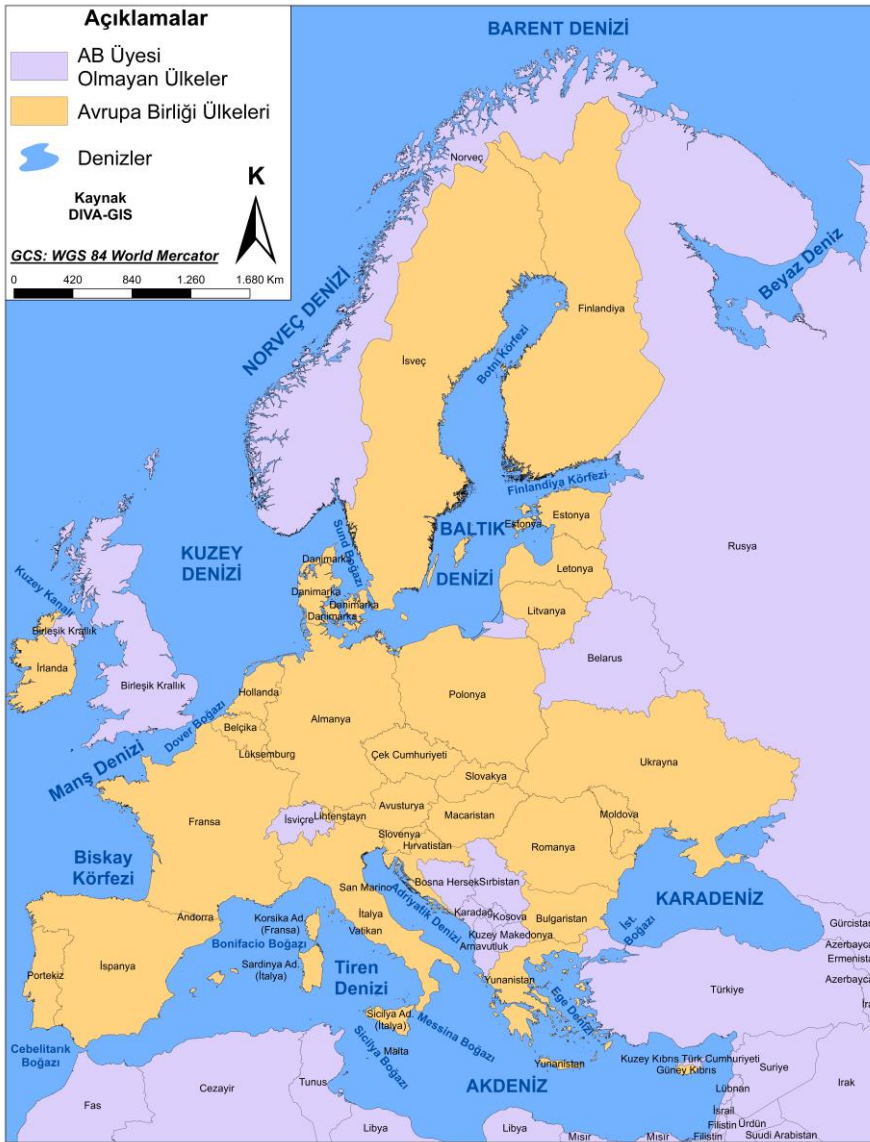 Açıklamalar
AB Üyesi
Olmayan Ülkeler
Avrupa Birliği Ülkeleri
Denizler
Kaynak
DIVA-GIS
K
GCS: WGS 84 World Mercator
0 420 840 1.260 1.680 Km
BARENT DENİZİ
Norveç
Beyaz Deniz
NORVEÇ DENİZİ
Finlandiya
İsveç
Botni Körfezi
Finlandiya Körfezi
Estonya
Estonya
BALTIK
DENİZİ
Sund Boğazı
KUZEY
DENİZİ
Rusya
Danimarka
Danimarka
Danimarka
Danimarka
Letonya
Litvanya
Kuzey Kanalı
Birleşik Krallık
İrlanda
Birleşik Krallık
Belarus
Hollanda
Polonya
Almanya
Dover Boğazı
Belçika
Lüksemburg
Çek Cumhuriyeti
Ukrayna
Slovakya
Manş Denizi
Avusturya
Macaristan
Moldova
Fransa
İsviçre
Lihtenştayn
Slovenya
Hırvatistan
Romanya
Biskay
Körfezi
San Marino
Adriyatik Denizi
Bosna Hersek
Sırbistan
KARADENİZ
Andorra
Korsika Ad.
(Fransa)
İtalya
Vatikan
Karadağ
Kosova
Bulgaristan
İst.
Boğazı
Gürcistan
Bonifacio Boğazı
Kuzey Makedonya
Arnavutluk
Azerbaycan
Ermenistan
Azerbaycan
İran
Sardinya Ad.
(İtalya)
Tiren
Denizi
Portekiz
İspanya
Yunanistan
Ege Denizi
Türkiye
Sicilya Ad.
(İtalya)
Messina Boğazı
Sicilya Boğazı
Malta
Cebelitarık
Boğazı
Yunanistan
Kuzey Kıbrıs Türk Cumhuriyeti
Güney Kıbrıs
AKDENİZ
Suriye
Lübnan
Irak
Fas
Cezayir
Tunus
İsrail
Filistin
Ürdün
Libya
Libya
Mısır
Mısır
Filistin
Suudi Arabistan